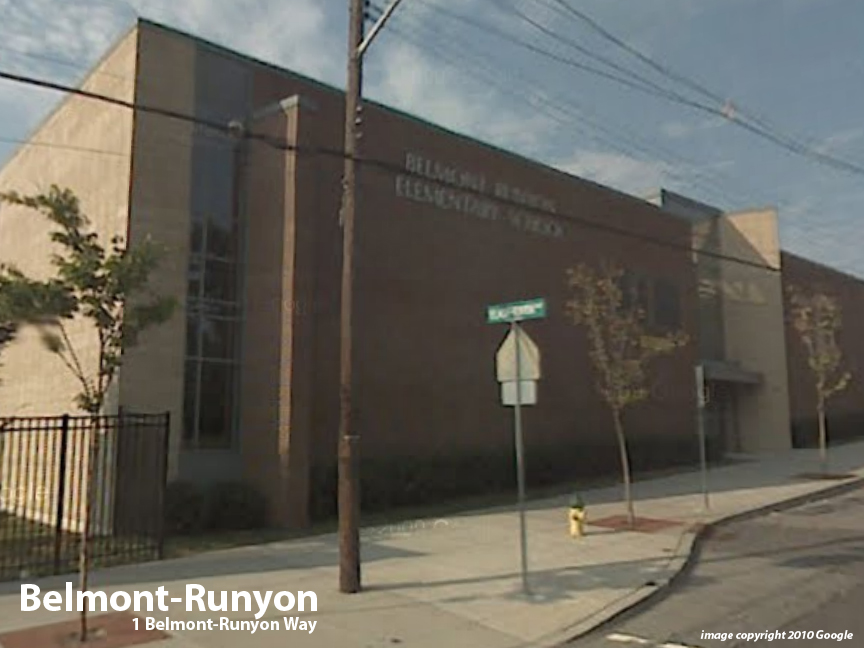 BELMONT RUNYON
ELEMENTARY SCHOOL
Belmont-Runyon
1 Belmont-Runyon Way
image copyright 2010 Google